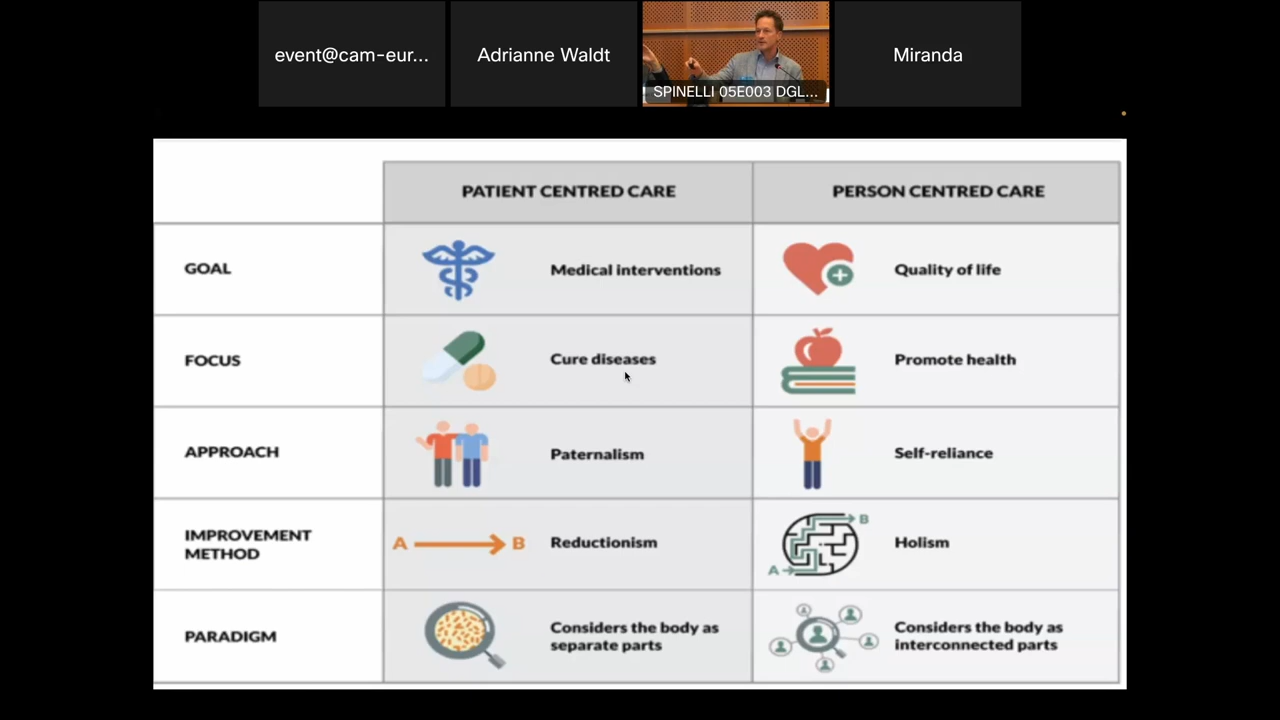 event@cam-eur...
Adrianne Waldt
SPINELLI 05E003 DGL...
Miranda
PATIENT CENTRED CARE
PERSON CENTRED CARE
GOAL
Medical interventions
Quality of life
FOCUS
Cure diseases
Promote health
APPROACH
Paternalism
Self-reliance
IMPROVEMENT
METHOD
A
B
Reductionism
A
B
Holism
PARADIGM
Considers the body as
separate parts
Considers the body as
interconnected parts